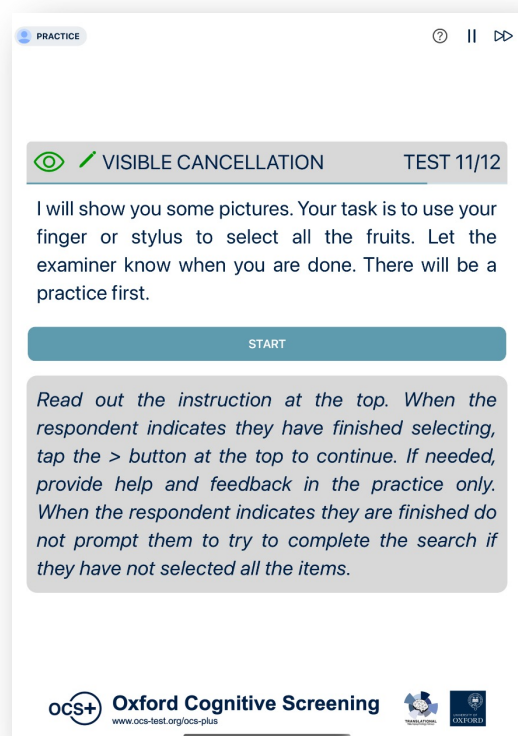 PRACTICE
VISIBLE CANCELLATION TEST 11/12
I will show you some pictures. Your task is to use your
finger or stylus to select all the fruits. Let the
examiner know when you are done. There will be a
practice first.
START
Read out the instruction at the top. When the
respondent indicates they have finished selecting,
tap the > button at the top to continue. If needed,
provide help and feedback in the practice only.
When the respondent indicates they are finished do
not prompt them to try to complete the search if
they have not selected all the items.
OCS+ Oxford Cognitive Screening
www.ocs-test.org/ocs-plus
TRANSLATIONAL
UNIVERSITY OF
OXFORD